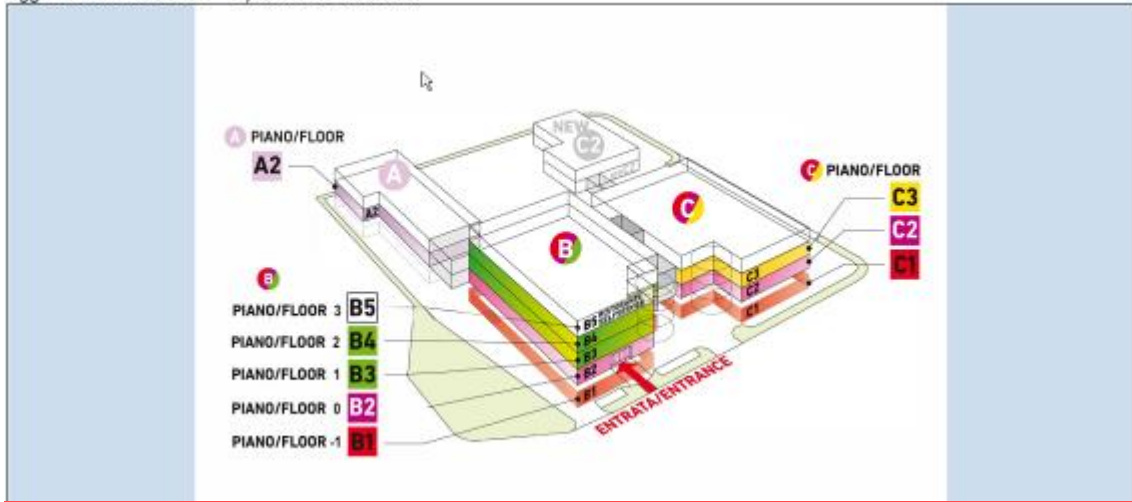 A PIANO/FLOOR
A2
A
A2
NEW
C2
C PIANO/FLOOR
C3
C2
C1
C
C3
C2
C1
B
B
PIANO/FLOOR 3 B5
PIANO/FLOOR 2 B4
PIANO/FLOOR 1 B3
PIANO/FLOOR 0 B2
PIANO/FLOOR -1 B1
B5
B4
B3
B2
B1
ENTRATA/ENTRANCE